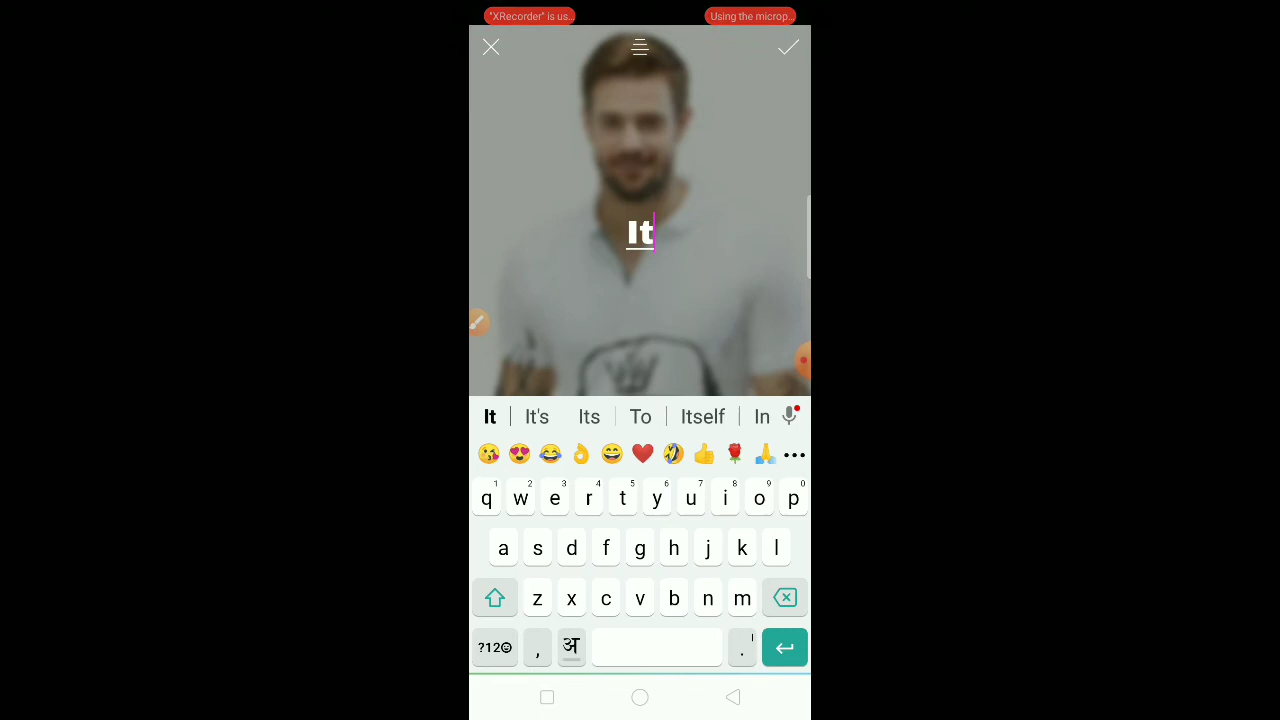 "XRecorder" is us... Using the microp...
It
It It's Its To Itself In
1 2 3 4 5 6 7 8 9 0
q w e r t y u i o p
a s d f g h j k l
z x c v b n m
?12☺ , अ . |